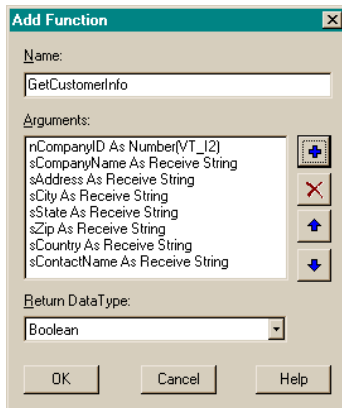 Add Function
Name:
GetCustomerInfo
Arguments:
nCompanyID As Number(VT_I2)
sCompanyName As Receive String
sAddress As Receive String
sCity As Receive String
sState As Receive String
sZip As Receive String
sCountry As Receive String
sContactName As Receive String
Return DataType:
Boolean
OK Cancel Help